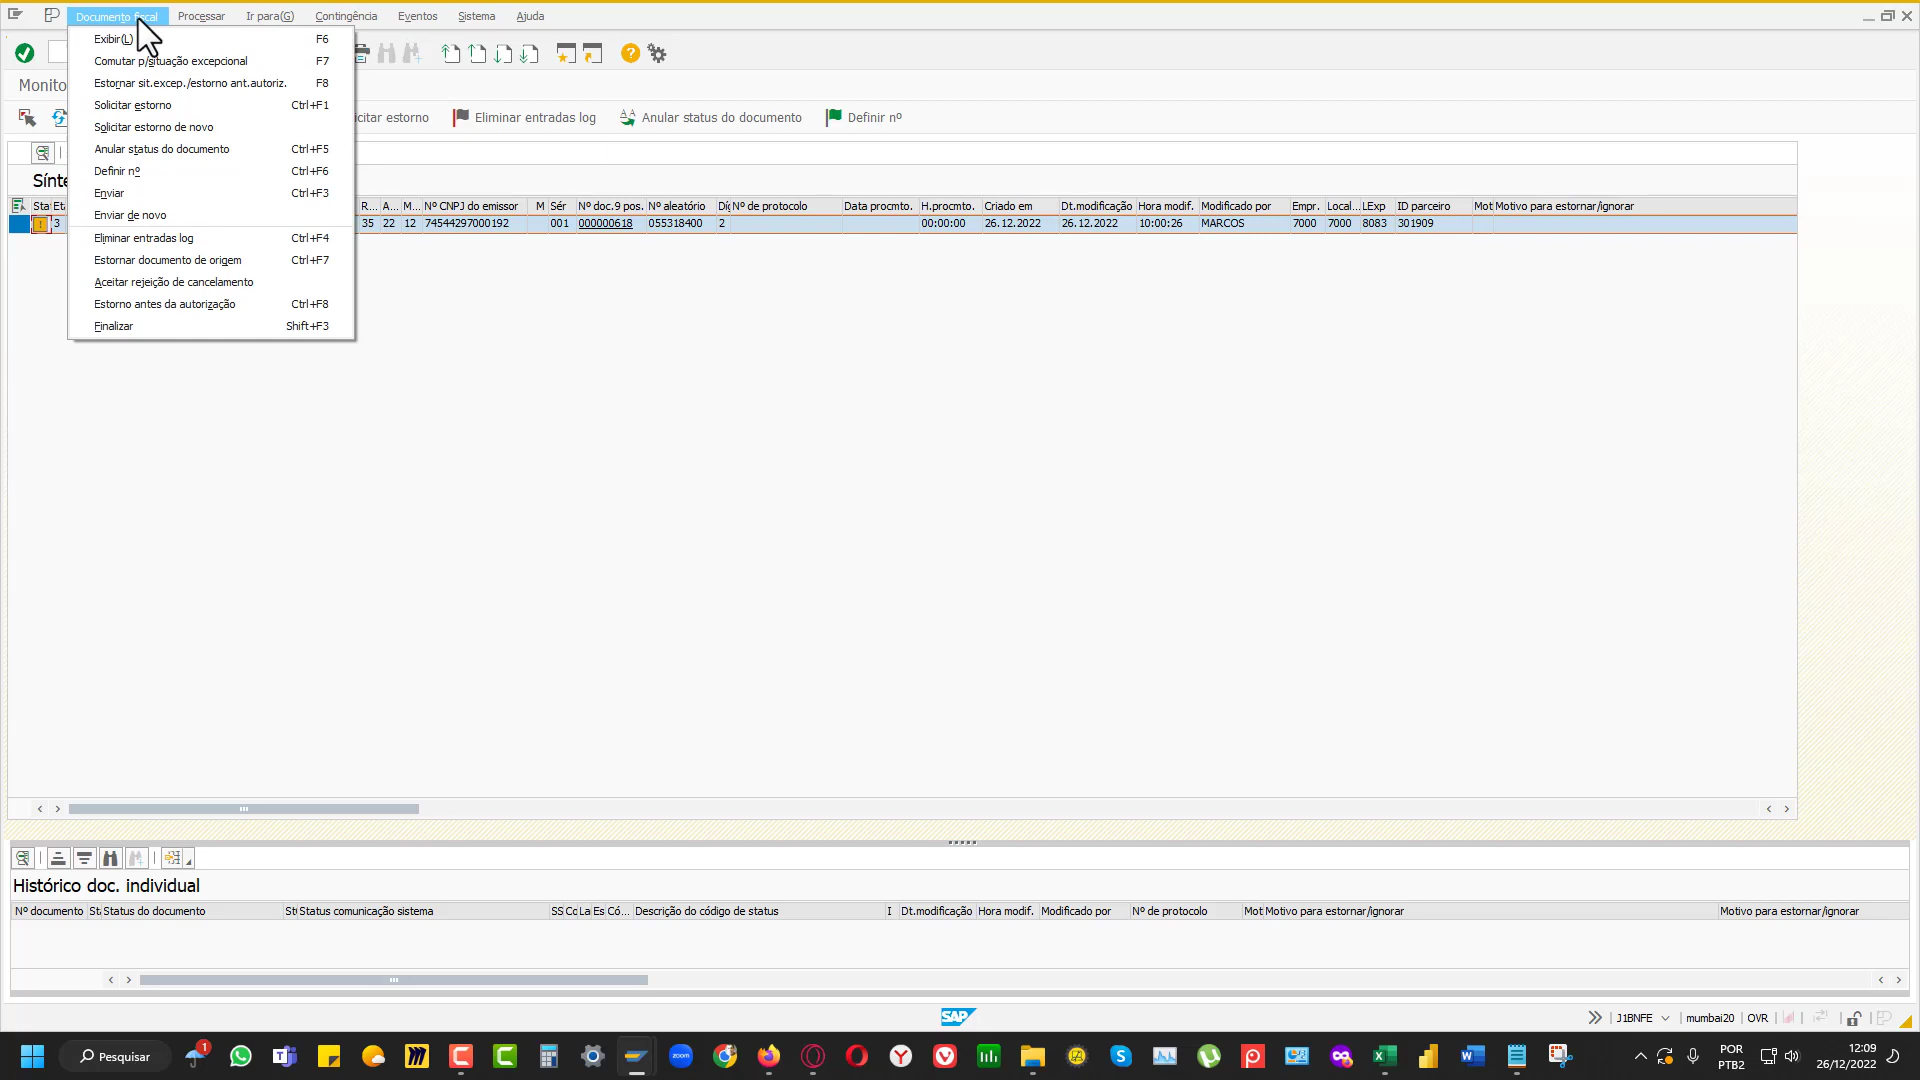 Documento fiscal Processar Ir para(G) Contingência Eventos Sistema Ajuda
Exibir(L) F6
Comutar p/situação excepcional F7
Estornar sit.excep./estorno ant.autoriz. F8
Solicitar estorno Ctrl+F1
Solicitar estorno de novo
Anular status do documento Ctrl+F5
Definir nº Ctrl+F6
Enviar Ctrl+F3
Enviar de novo
Eliminar entradas log Ctrl+F4
Estornar documento de origem Ctrl+F7
Aceitar rejeição de cancelamento
Estorno antes da autorização Ctrl+F8
Finalizar Shift+F3
Monito
icitar estorno Eliminar entradas log Anular status do documento Definir nº
Sínte
Sta Et R... A... M... Nº CNPJ do emissor M Sér Nº doc.9 pos. Nº aleatório Nº de protocolo Data procmto. H.procmto. Criado em Dt.modificação Hora modif. Modificado por Empr. Local... LExp ID parceiro Mot Motivo para estornar/ignorar
3 35 22 12 74544297000192 001 000000618 055318400 2 00:00:00 26.12.2022 26.12.2022 10:00:26 MARCOS 7000 7000 8083 301909
Histórico doc. individual
Nº documento St Status do documento St Status comunicação sistema SS Cc La Es Có... Descrição do código de status I Dt.modificação Hora modif. Modificado por Nº de protocolo Mot Motivo para estornar/ignorar Motivo para estornar/ignorar
SAP
J1BNFE mumbai20 OVR
Pesquisar 1 zoom POR 12:09
PTB2 26/12/2022